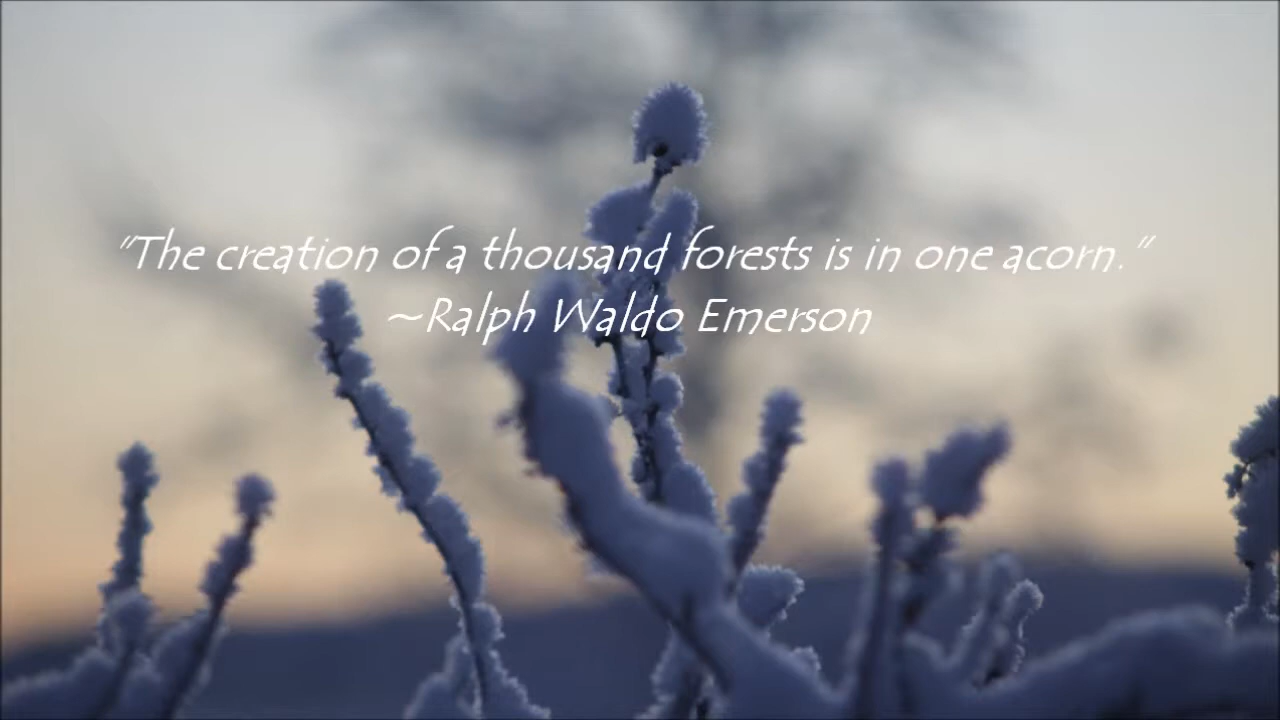 “The creation of a thousand forests is in one acorn.”
~Ralph Waldo Emerson